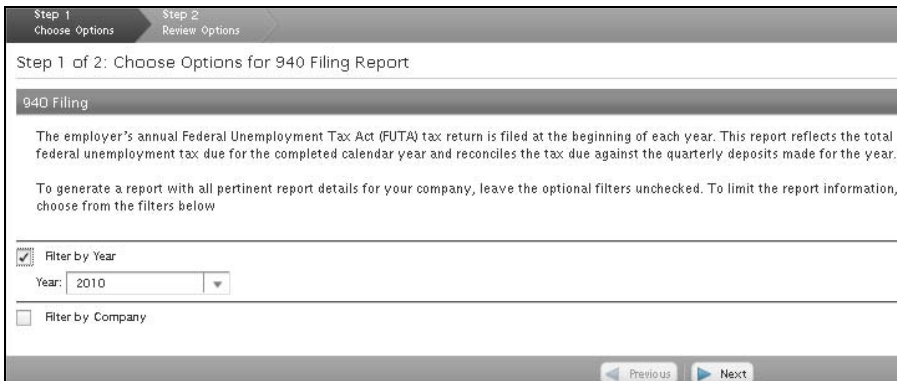 Step 1
Choose Options
Step 2
Review Options
Step 1 of 2: Choose Options for 940 Filing Report
940 Filing
The employer's annual Federal Unemployment Tax Act (FUTA) tax return is filed at the beginning of each year. This report reflects the total
federal unemployment tax due for the completed calendar year and reconciles the tax due against the quarterly deposits made for the year.
To generate a report with all pertinent report details for your company, leave the optional filters unchecked. To limit the report information,
choose from the filters below
Filter by Year
Year: 2010
Filter by Company
Previous Next